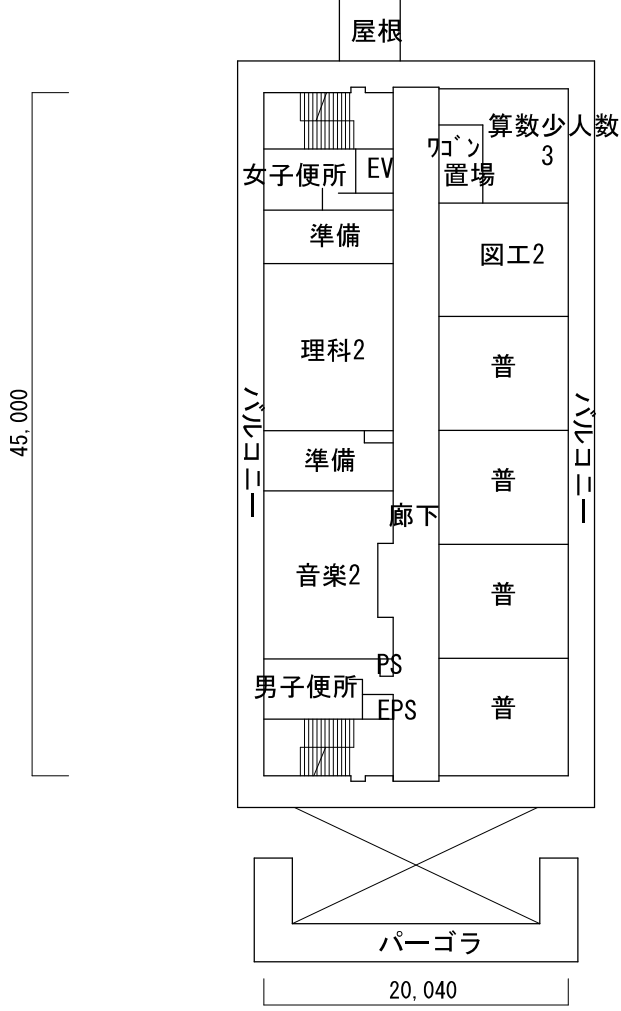 屋根
算数少人数
3
ワゴン
置場
女子便所
EV
準備
図工2
理科2
普
バルコニー
バルコニー
45,000
準備
普
廊下
音楽2
普
PS
男子便所
EPS
普
パーゴラ
20,040